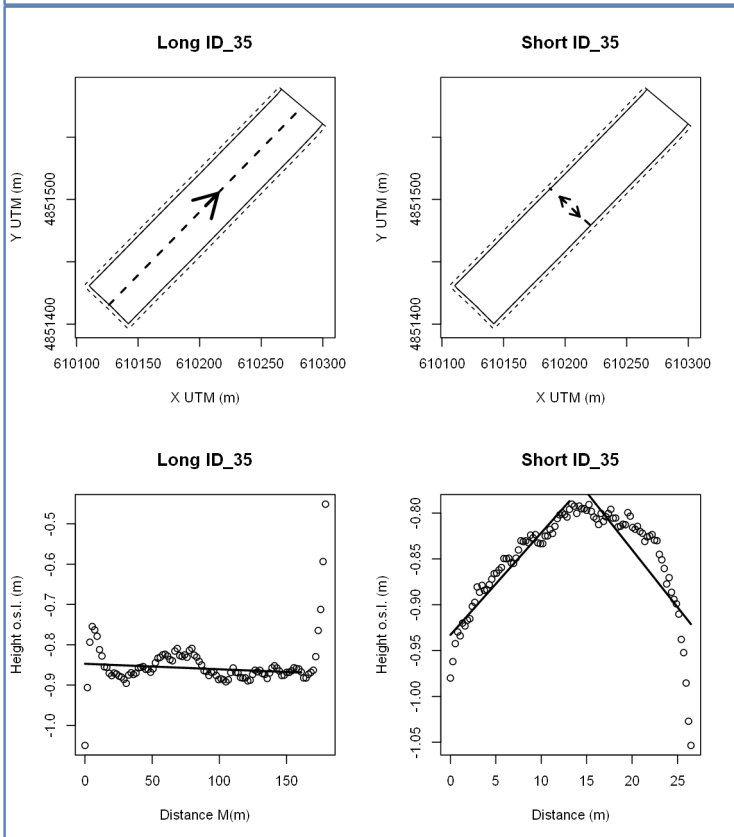 Long ID_35
Short ID_35
Y UTM (m)
4851400
4851500
610100 610150 610200 610250 610300
X UTM (m)
Y UTM (m)
4851400
4851500
610100 610150 610200 610250 610300
X UTM (m)
Long ID_35
Short ID_35
Height o.s.l. (m)
-0.5
-0.6
-0.7
-0.8
-0.9
-1.0
0 50 100 150
Distance M(m)
Height o.s.l. (m)
-0.80
-0.85
-0.90
-0.95
-1.00
-1.05
0 5 10 15 20 25
Distance (m)